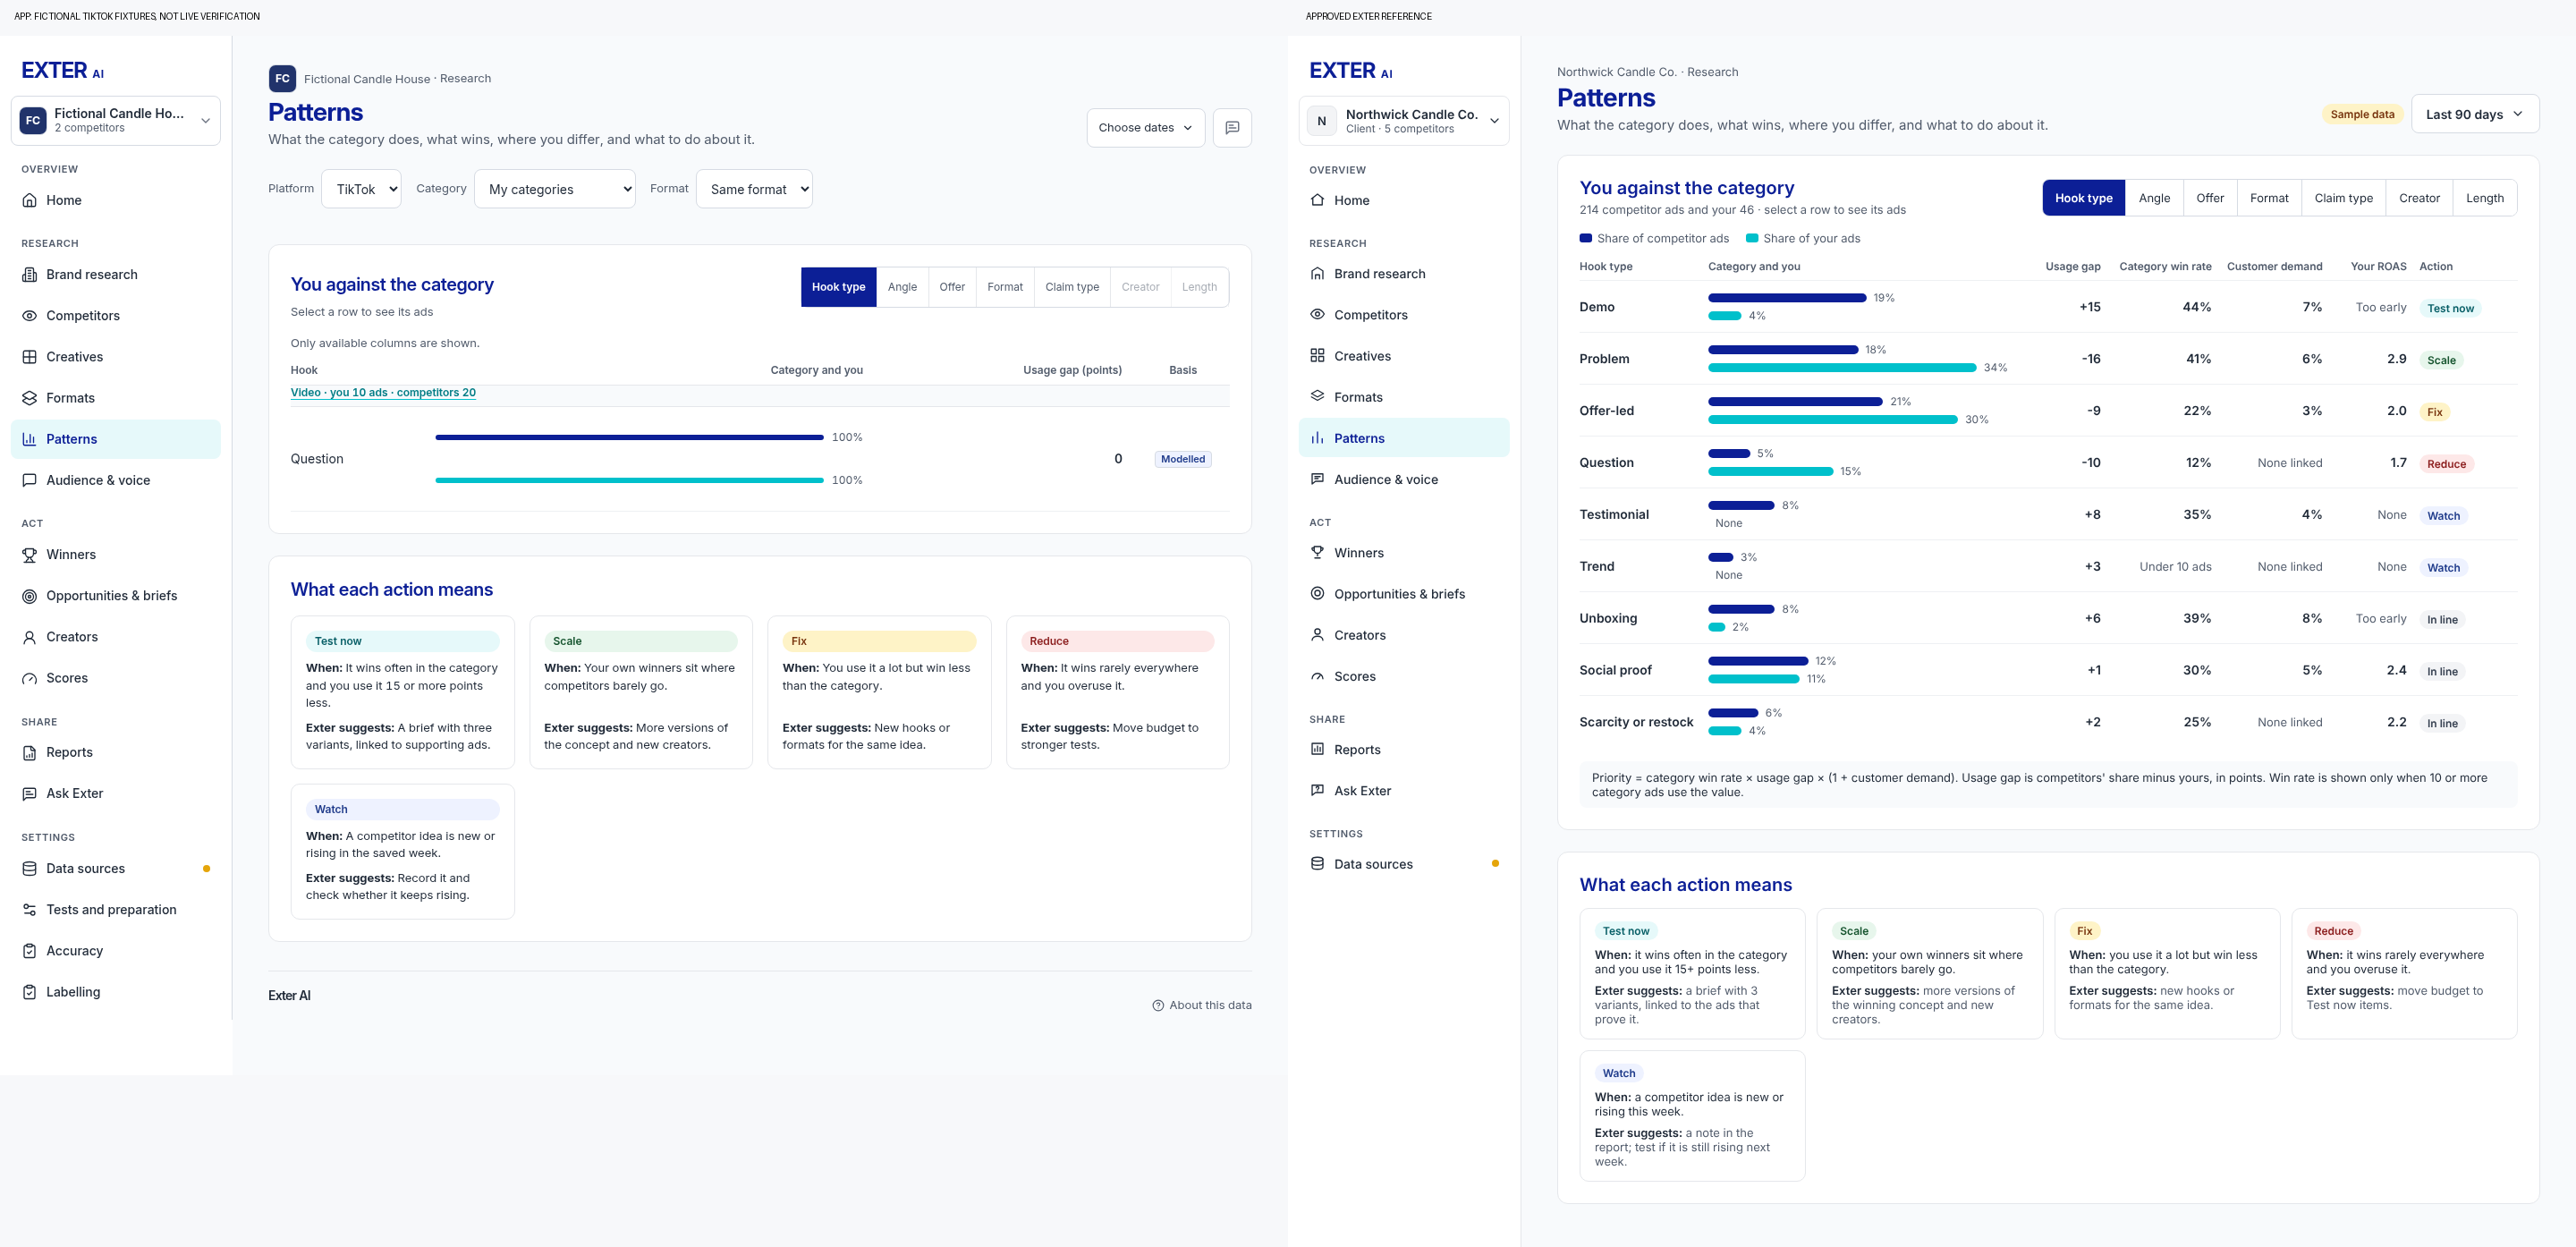 APP: FICTIONAL TIKTOK FIXTURES, NOT LIVE VERIFICATION
EXTER AI
FC
Fictional Candle Ho...
2 competitors
OVERVIEW
Home
RESEARCH
Brand research
Competitors
Creatives
Formats
Patterns
Audience & voice
ACT
Winners
Opportunities & briefs
Creators
Scores
SHARE
Reports
Ask Exter
SETTINGS
Data sources
Tests and preparation
Accuracy
Labelling
FC
Fictional Candle House · Research
Patterns
What the category does, what wins, where you differ, and what to do about it.
Choose dates
Platform TikTok Category My categories Format Same format
You against the category
Select a row to see its ads
Hook type Angle Offer Format Claim type Creator Length
Only available columns are shown.
Hook Category and you Usage gap (points) Basis
Video · you 10 ads · competitors 20
Question
100%
100%
0
Modelled
What each action means
Test now
When: It wins often in the category
and you use it 15 or more points
less.
Exter suggests: A brief with three
variants, linked to supporting ads.
Scale
When: Your own winners sit where
competitors barely go.
Exter suggests: More versions of
the concept and new creators.
Fix
When: You use it a lot but win less
than the category.
Exter suggests: New hooks or
formats for the same idea.
Reduce
When: It wins rarely everywhere
and you overuse it.
Exter suggests: Move budget to
stronger tests.
Watch
When: A competitor idea is new or
rising in the saved week.
Exter suggests: Record it and
check whether it keeps rising.
Exter AI
About this data
APPROVED EXTER REFERENCE
EXTER AI
N
Northwick Candle Co.
Client · 5 competitors
OVERVIEW
Home
RESEARCH
Brand research
Competitors
Creatives
Formats
Patterns
Audience & voice
ACT
Winners
Opportunities & briefs
Creators
Scores
SHARE
Reports
Ask Exter
SETTINGS
Data sources
Northwick Candle Co. · Research
Patterns
What the category does, what wins, where you differ, and what to do about it.
Sample data
Last 90 days
You against the category
214 competitor ads and your 46 · select a row to see its ads
Hook type Angle Offer Format Claim type Creator Length
Share of competitor ads Share of your ads
Hook type Category and you Usage gap Category win rate Customer demand Your ROAS Action
Demo 19% 4% +15 44% 7% Too early Test now
Problem 18% 34% -16 41% 6% 2.9 Scale
Offer-led 21% 30% -9 22% 3% 2.0 Fix
Question 5% 15% -10 12% None linked 1.7 Reduce
Testimonial 8% None +8 35% 4% None Watch
Trend 3% None +3 Under 10 ads None linked None Watch
Unboxing 8% 2% +6 39% 8% Too early In line
Social proof 12% 11% +1 30% 5% 2.4 In line
Scarcity or restock 6% 4% +2 25% None linked 2.2 In line
Priority = category win rate × usage gap × (1 + customer demand). Usage gap is competitors' share minus yours, in points. Win rate is shown only when 10 or more
category ads use the value.
What each action means
Test now
When: it wins often in the category
and you use it 15+ points less.
Exter suggests: a brief with 3
variants, linked to the ads that
prove it.
Scale
When: your own winners sit where
competitors barely go.
Exter suggests: more versions of
the winning concept and new
creators.
Fix
When: you use it a lot but win less
than the category.
Exter suggests: new hooks or
formats for the same idea.
Reduce
When: it wins rarely everywhere
and you overuse it.
Exter suggests: move budget to
Test now items.
Watch
When: a competitor idea is new or
rising this week.
Exter suggests: a note in the
report; test if it is still rising next
week.